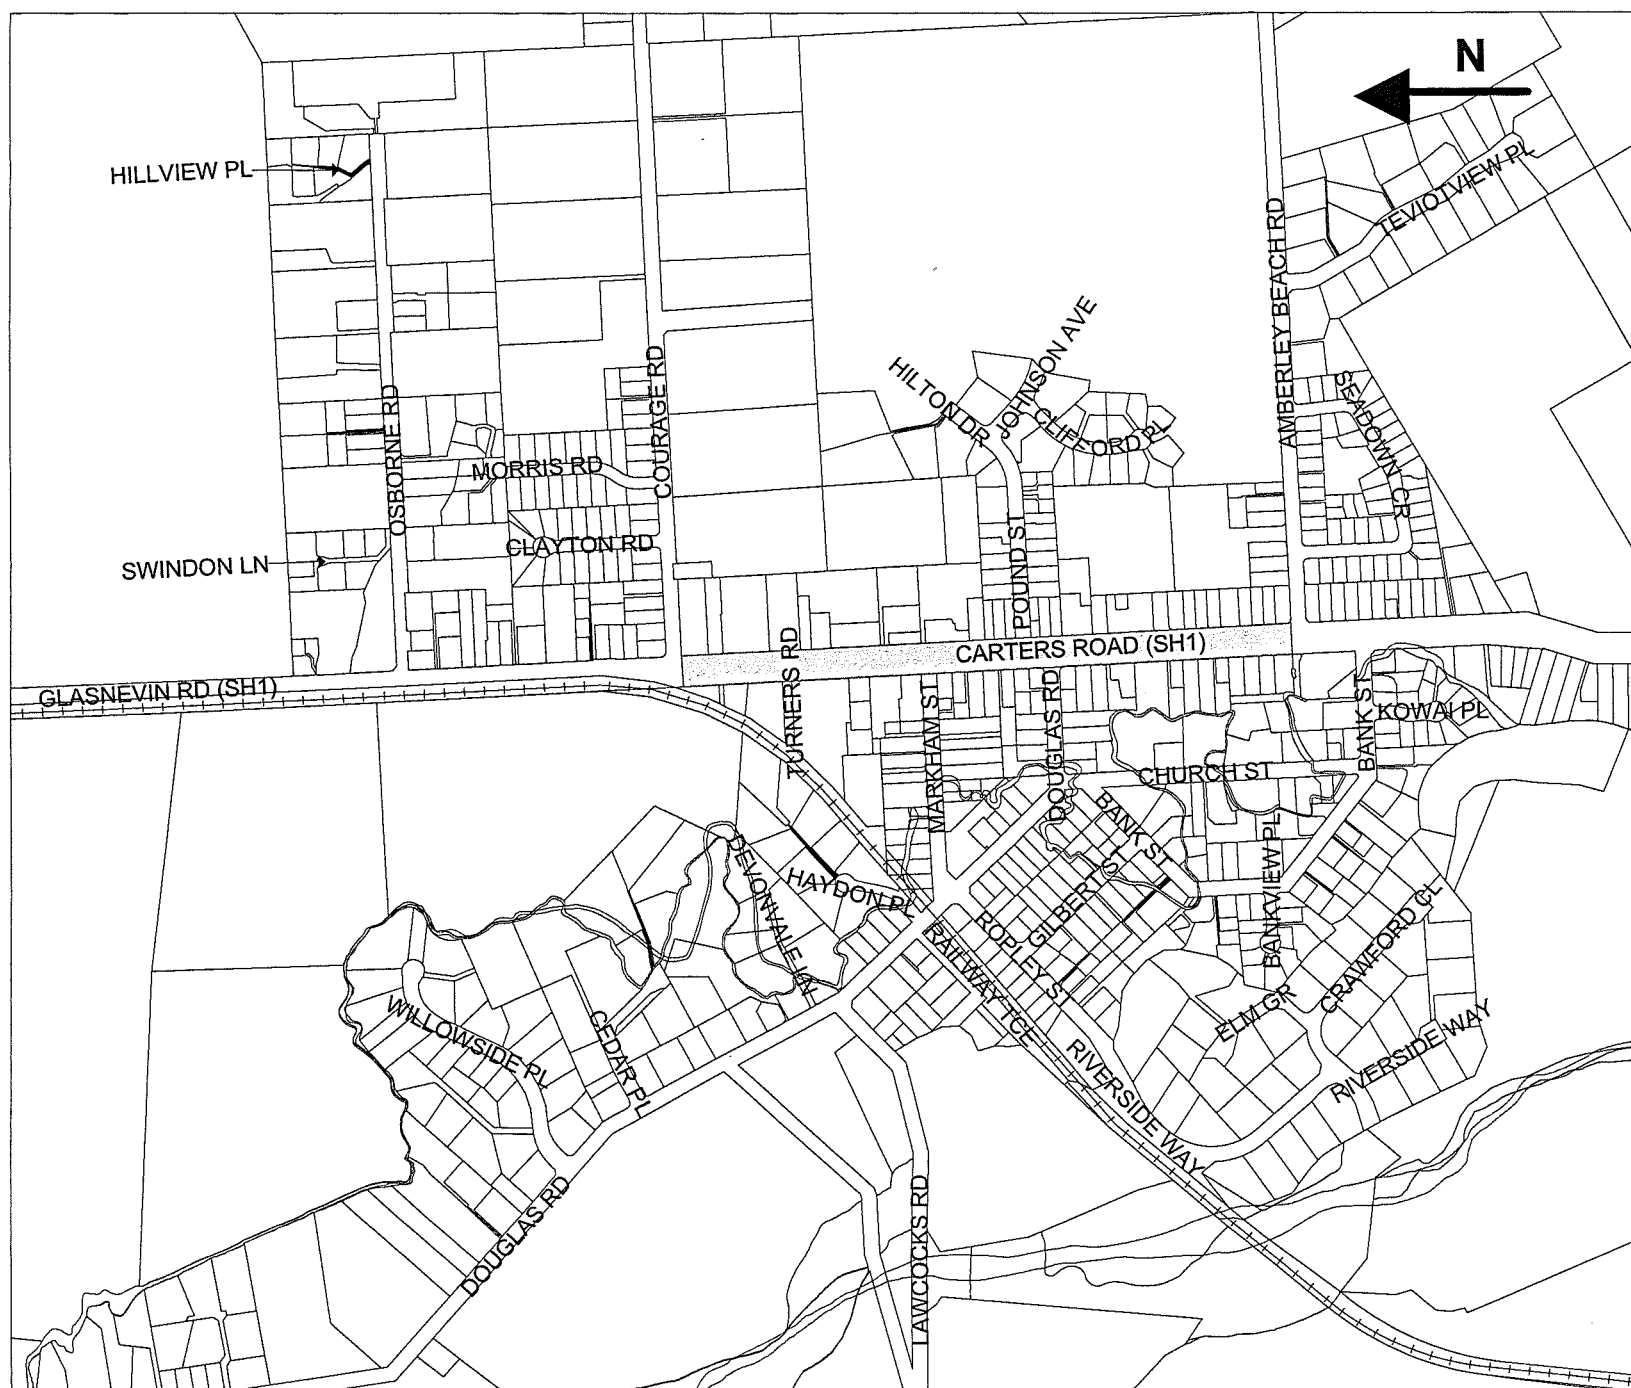 N
HILLVIEW PL
TEVIOTVIEW PL
AMBERLEY BEACH RD
JOHNSON AVE
HILTON DR
CLIFFORD PL
SEADOWN CR
COURAGE RD
OSBORNE RD
MORRIS RD
CLAYTON RD
SWINDON LN
POUND ST
CARTERS ROAD (SH1)
GLASNEVIN RD (SH1)
TURNERS RD
MARKHAM ST
DOUGLAS RD
BANK ST
KOWAI PL
CHURCH ST
BANK ST
BANKVIEW PL
GILBERT ST
ROPLEY S
HAYDON PL
DEVONVALE LN
RAILWAY TCE
CRAWFORD CL
ELM GR
RIVERSIDE WAY
RIVERSIDE WAY
WILLOWSIDE PL
CEDAR PL
DOUGLAS RD
LAWCOCKS RD